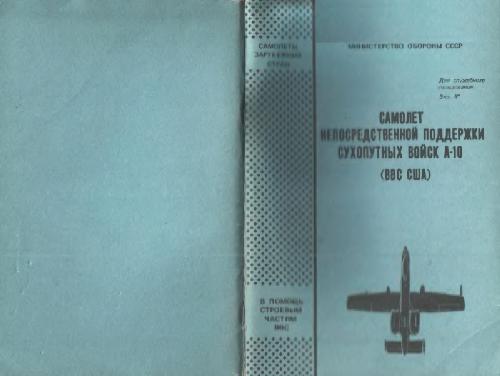 САМОЛЕТЫ
ЗАРУБЕЖНЫХ
СТРАН
В ПОМОЩЬ
СТРОЕВЫМ
ЧАСТЯМ
ВВС
МИНИСТЕРСТВО ОБОРОНЫ СССР
Для служебного
пользования
Экз. №
САМОЛЕТ
НЕПОСРЕДСТВЕННОЙ ПОДДЕРЖКИ
СУХОПУТНЫХ ВОЙСК А-10
(ВВС США)